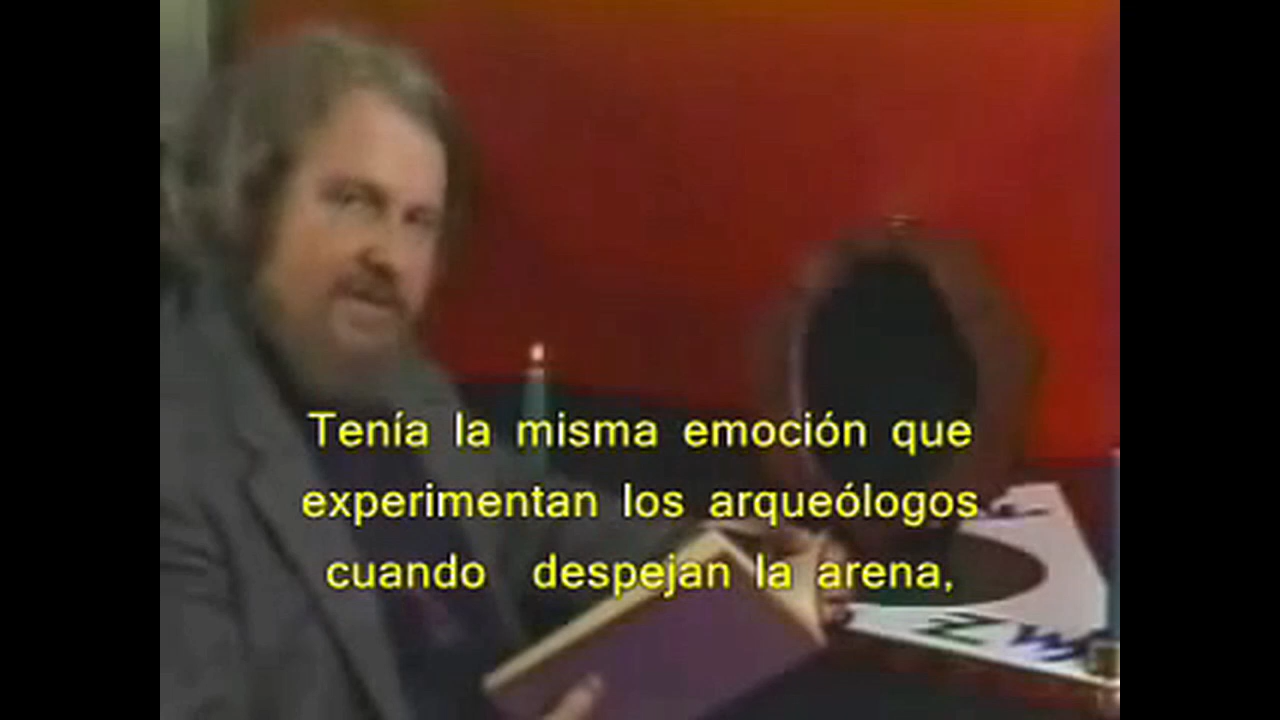 Tenía la misma emoción que
experimentan los arqueólogos
cuando despejan la arena,